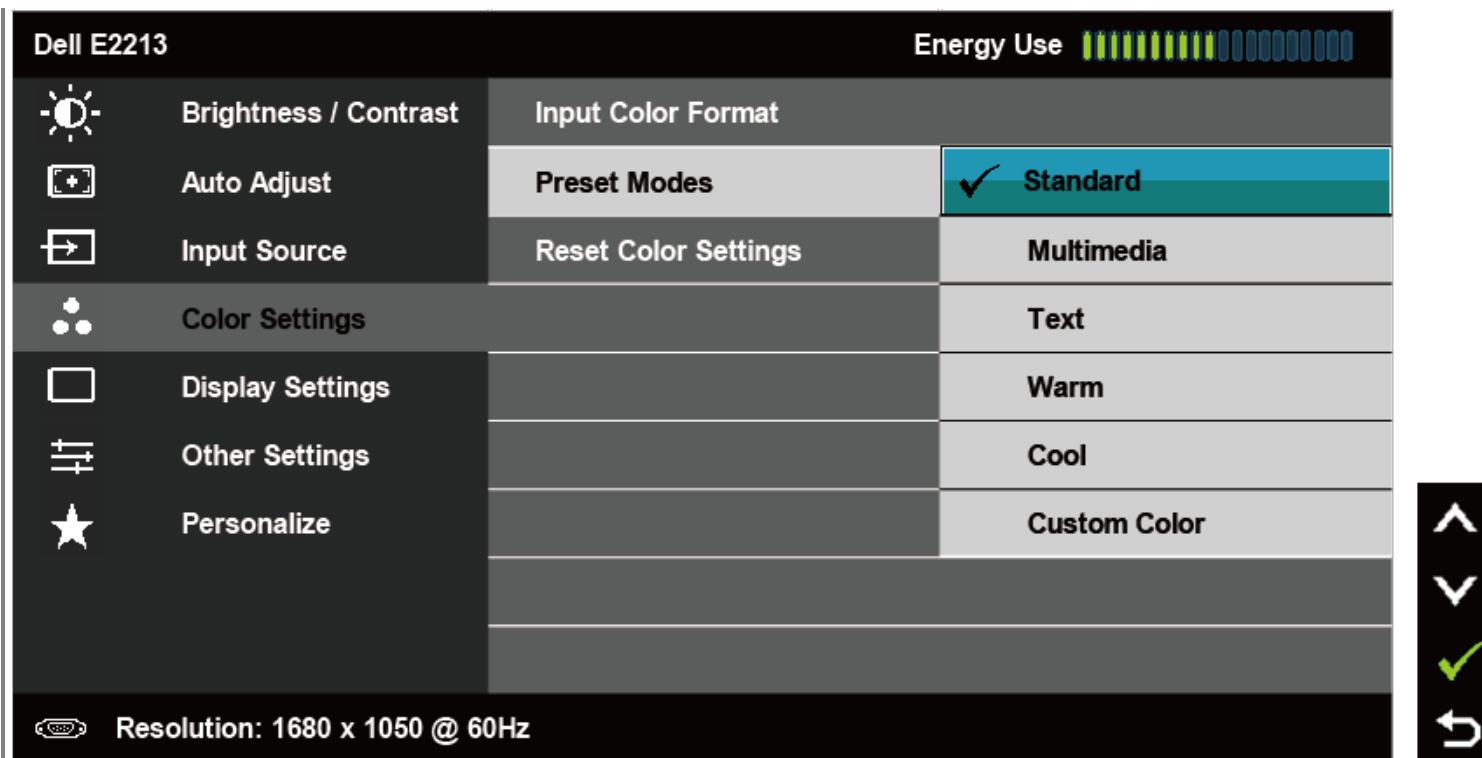 Dell E2213 Energy Use
Brightness / Contrast Input Color Format
Auto Adjust Preset Modes Standard
Input Source Reset Color Settings Multimedia
Color Settings Text
Display Settings Warm
Other Settings Cool
Personalize Custom Color
Resolution: 1680 x 1050 @ 60Hz